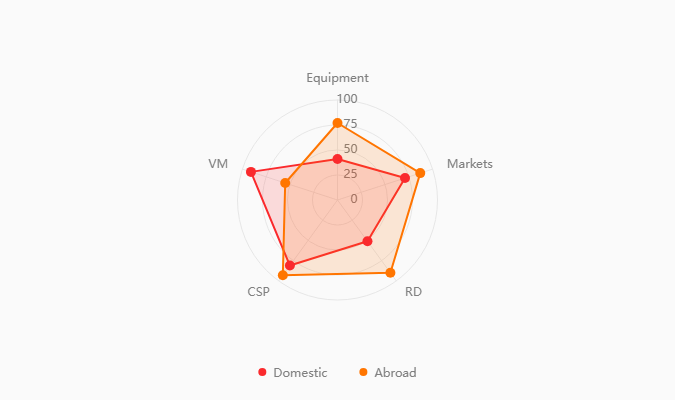 Equipment
100
75
50
25
0
VM
Markets
CSP
RD
Domestic
Abroad